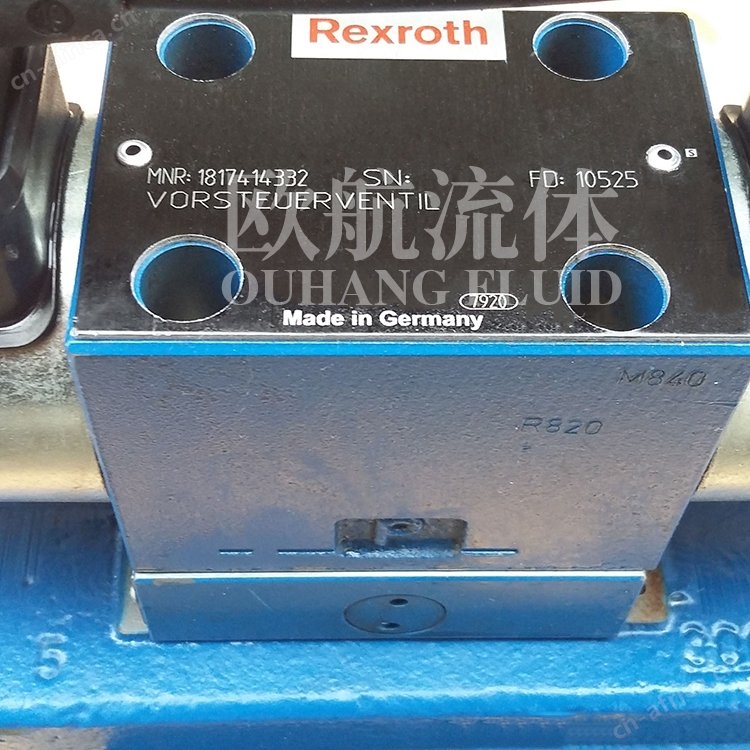 Rexroth
MNR: 1817414332 SN: FD: 10525
S
VORSTEUERVENTIL
欧航流体
OUHANG FLUID
7920
Made in Germany
M840
R820
5